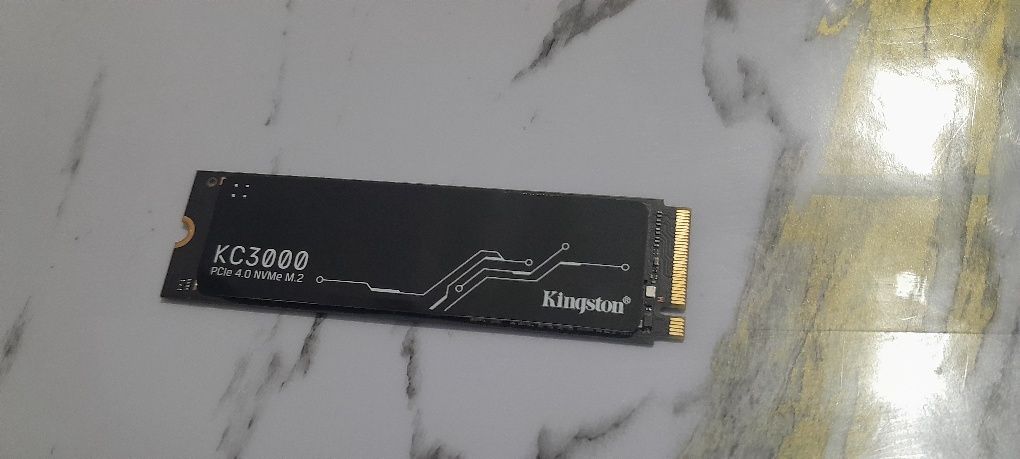 KC3000
PCIe 4.0 NVMe M.2
Kingston®